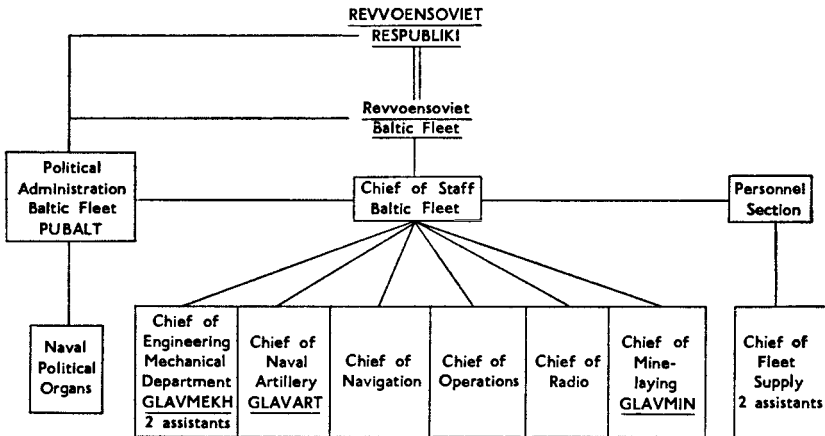 REVVOENSOVIET
RESPUBLIKI
Revvoensoviet
Baltic Fleet
Political
Administration
Baltic Fleet
PUBALT
Chief of Staff
Baltic Fleet
Personnel
Section
Naval
Political
Organs
Chief of
Engineering
Mechanical
Department
GLAVMEKH
2 assistants
Chief of
Naval
Artillery
GLAVART
Chief of
Navigation
Chief of
Operations
Chief of
Radio
Chief of
Mine-
laying
GLAVMIN
Chief of
Fleet
Supply
2 assistants